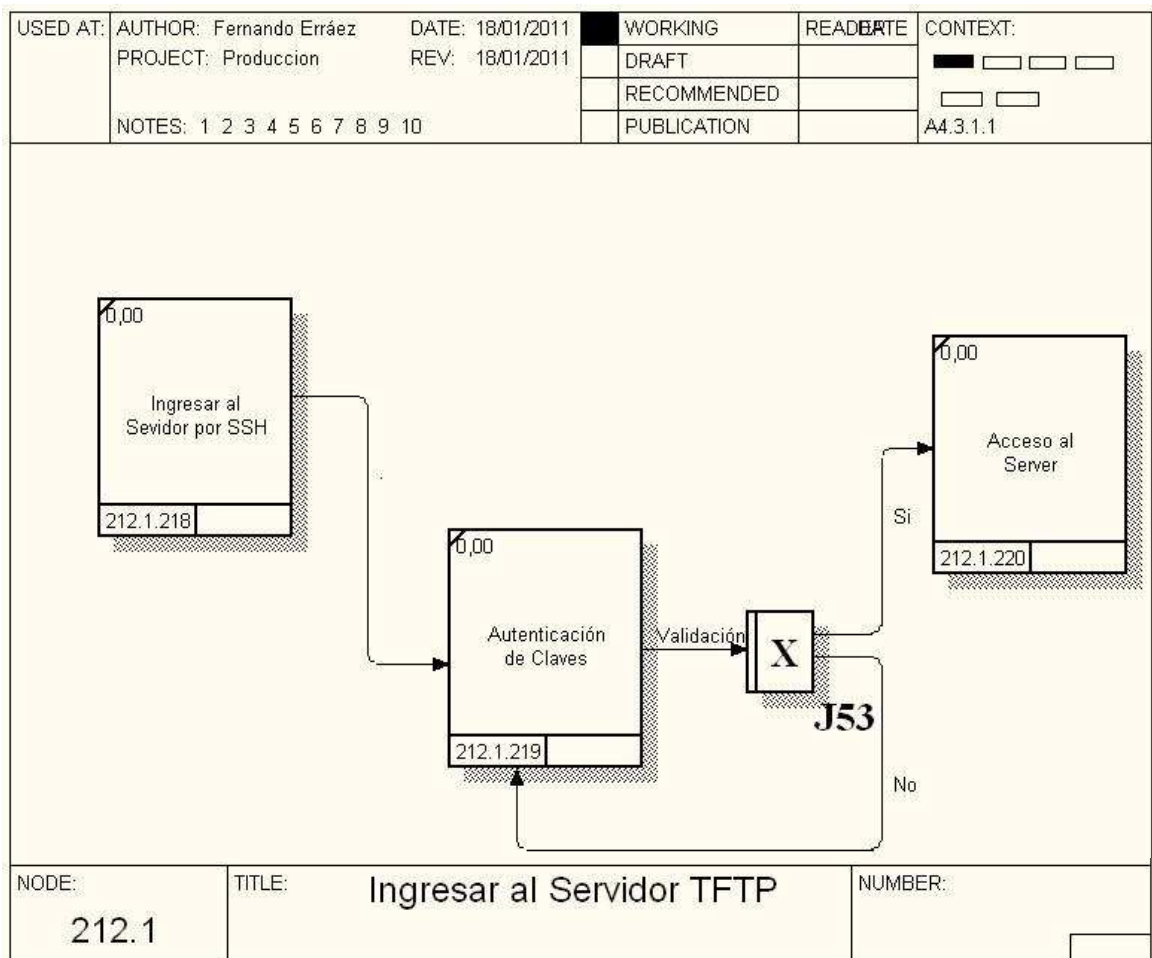 USED AT:
AUTHOR: Fernando Erráez
DATE: 18/01/2011
PROJECT: Produccion
REV: 18/01/2011
NOTES: 1 2 3 4 5 6 7 8 9 10
WORKING
DRAFT
RECOMMENDED
PUBLICATION
READER DATE
CONTEXT:
A4.3.1.1
0,00
Ingresar al
Sevidor por SSH
212.1.218
0,00
Autenticación
de Claves
212.1.219
Validación
X
J53
Si
No
0,00
Acceso al
Server
212.1.220
NODE:
212.1
TITLE:
Ingresar al Servidor TFTP
NUMBER: